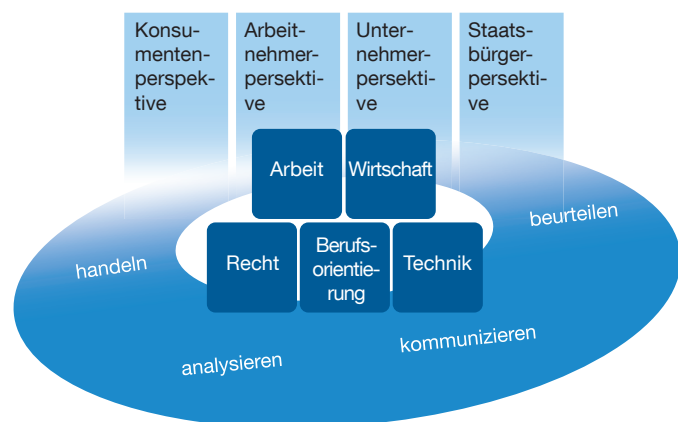 Konsu-
menten-
perspek-
tive
Arbeit-
nehmer-
persekti-
ve
Unter-
nehmer-
persekti-
ve
Staats-
bürger-
persekti-
ve
Arbeit
Wirtschaft
Recht
Berufs-
orientie-
rung
Technik
handeln
analysieren
kommunizieren
beurteilen